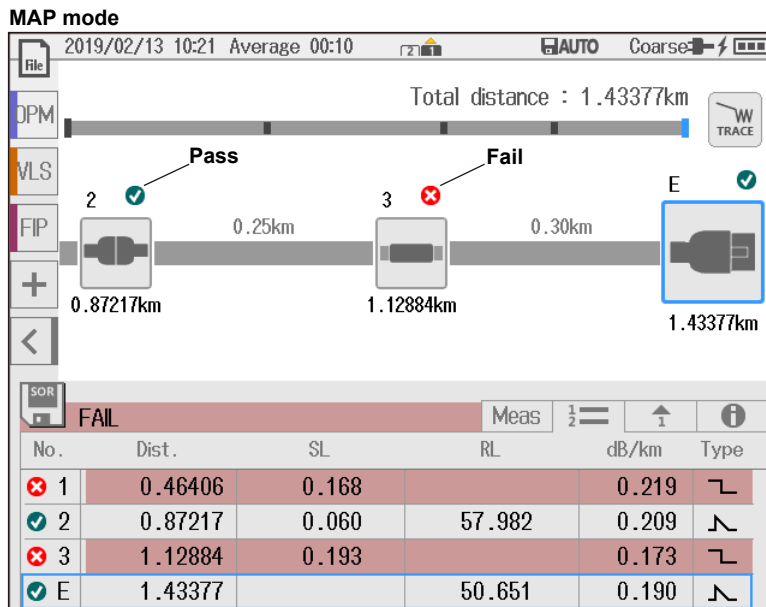 MAP mode
File
2019/02/13 10:21 Average 00:10
2 1
AUTO
Coarse
OPM
Total distance : 1.43377km
TRACE
VLS
Pass
Fail
2
3
E
FIP
0.25km
0.30km
+
0.87217km
1.12884km
1.43377km
<
SOR
FAIL
Meas
1 2
1
i
No. Dist. SL RL dB/km Type
1 0.46406 0.168 0.219
2 0.87217 0.060 57.982 0.209
3 1.12884 0.193 0.173
E 1.43377 50.651 0.190